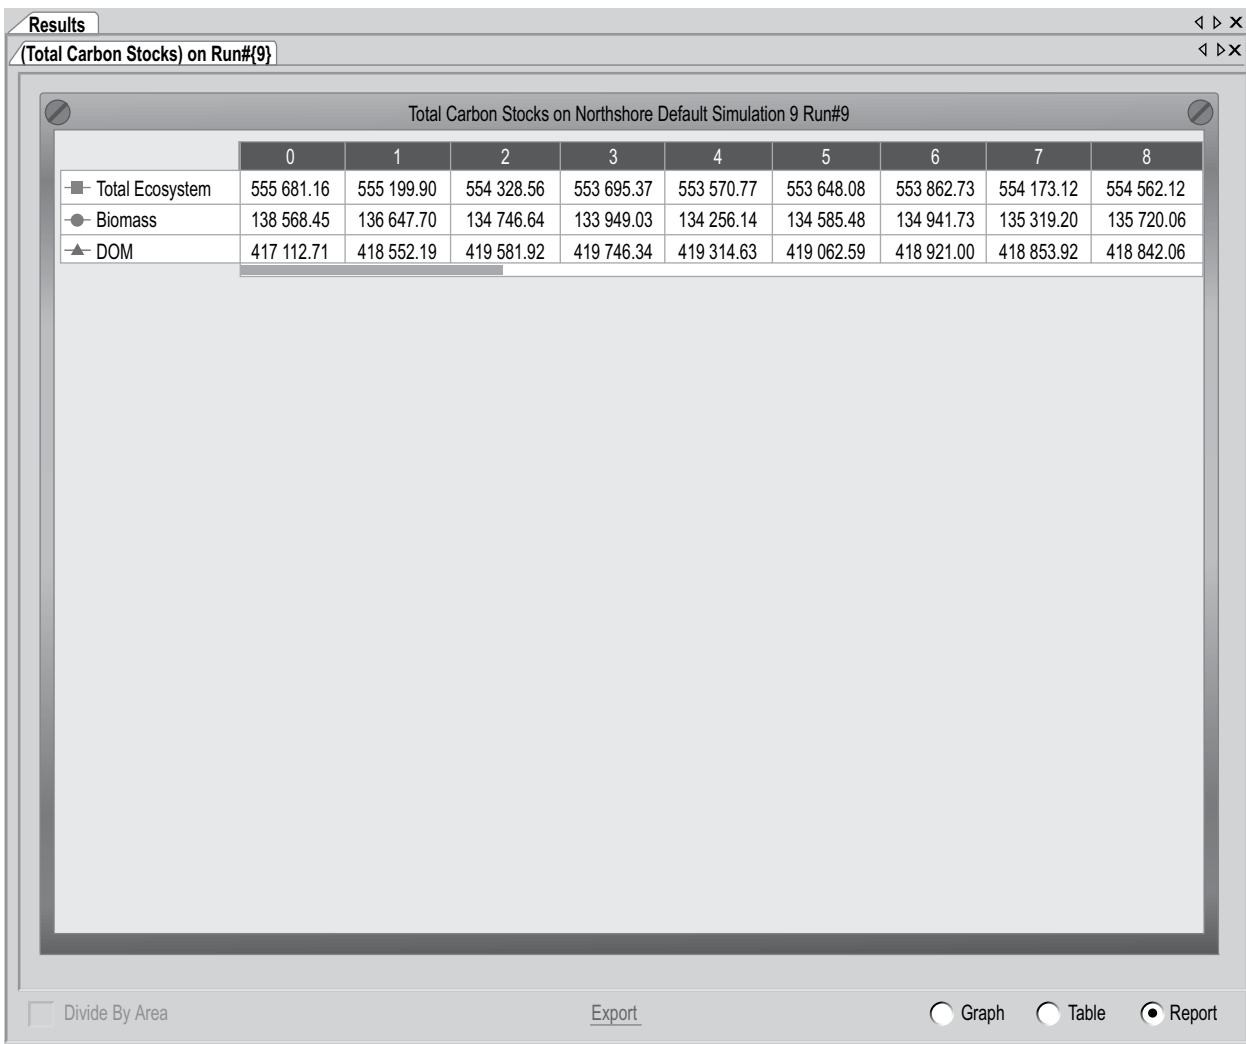 Results
(Total Carbon Stocks) on Run#{9}
Total Carbon Stocks on Northshore Default Simulation 9 Run#9
0 1 2 3 4 5 6 7 8
Total Ecosystem 555 681.16 555 199.90 554 328.56 553 695.37 553 570.77 553 648.08 553 862.73 554 173.12 554 562.12
Biomass 138 568.45 136 647.70 134 746.64 133 949.03 134 256.14 134 585.48 134 941.73 135 319.20 135 720.06
DOM 417 112.71 418 552.19 419 581.92 419 746.34 419 314.63 419 062.59 418 921.00 418 853.92 418 842.06
Divide By Area Export Graph Table Report